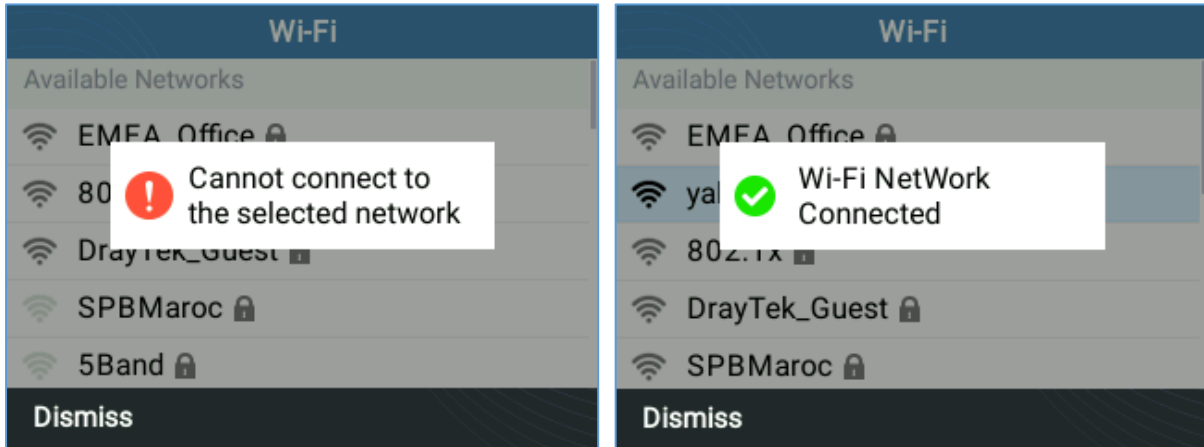 Wi-Fi
Available Networks
EMEA_Office
80
Cannot connect to
the selected network
DrayTek_Guest
SPBMaroc
5Band
Dismiss
Wi-Fi
Available Networks
EMEA_Office
Wi-Fi NetWork
Connected
802.1x
DrayTek_Guest
SPBMaroc
Dismiss